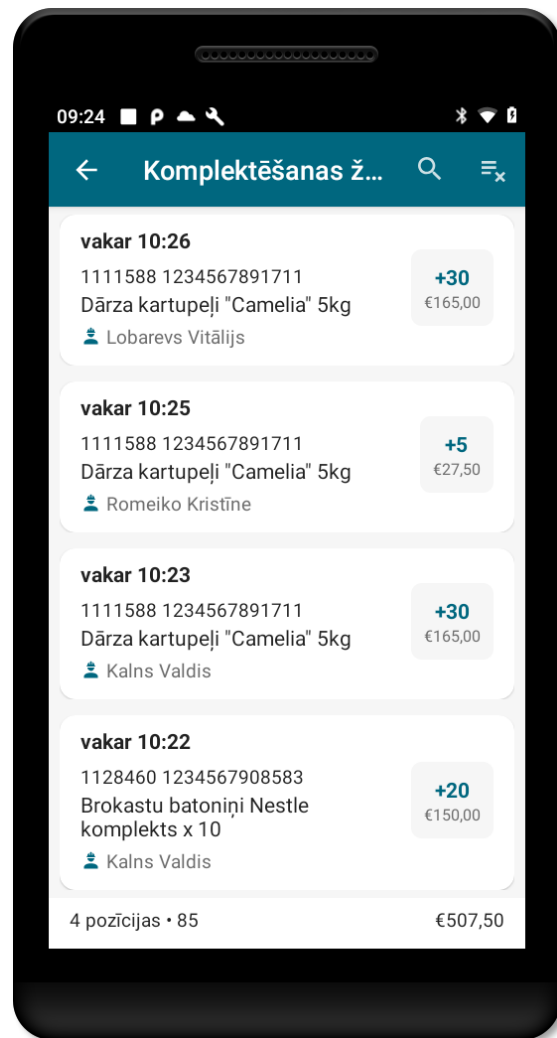 09:24
Komplektēšanas ž...
vakar 10:26
1111588 1234567891711
Dārza kartupeļi "Camelia" 5kg
Lobarevs Vitālijs
+30
€165,00
vakar 10:25
1111588 1234567891711
Dārza kartupeļi "Camelia" 5kg
Romeiko Kristīne
+5
€27,50
vakar 10:23
1111588 1234567891711
Dārza kartupeļi "Camelia" 5kg
Kalns Valdis
+30
€165,00
vakar 10:22
1128460 1234567908583
Brokastu batoniņi Nestle
komplekts x 10
Kalns Valdis
+20
€150,00
4 pozīcijas • 85
€507,50